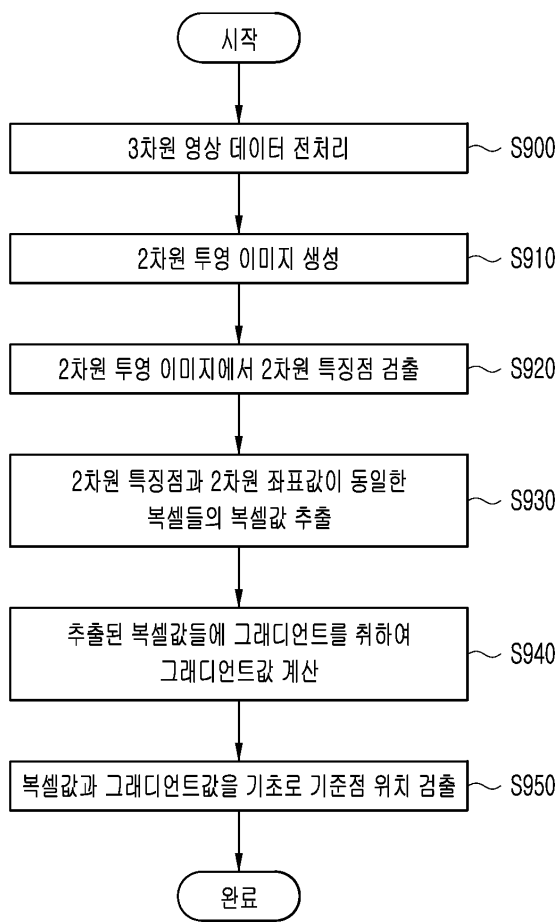 시작
3차원 영상 데이터 전처리
S900
2차원 투영 이미지 생성
S910
2차원 투영 이미지에서 2차원 특징점 검출
S920
2차원 특징점과 2차원 좌표값이 동일한
복셀들의 복셀값 추출
S930
추출된 복셀값들에 그래디언트를 취하여
그래디언트값 계산
S940
복셀값과 그래디언트값을 기초로 기준점 위치 검출
S950
완료